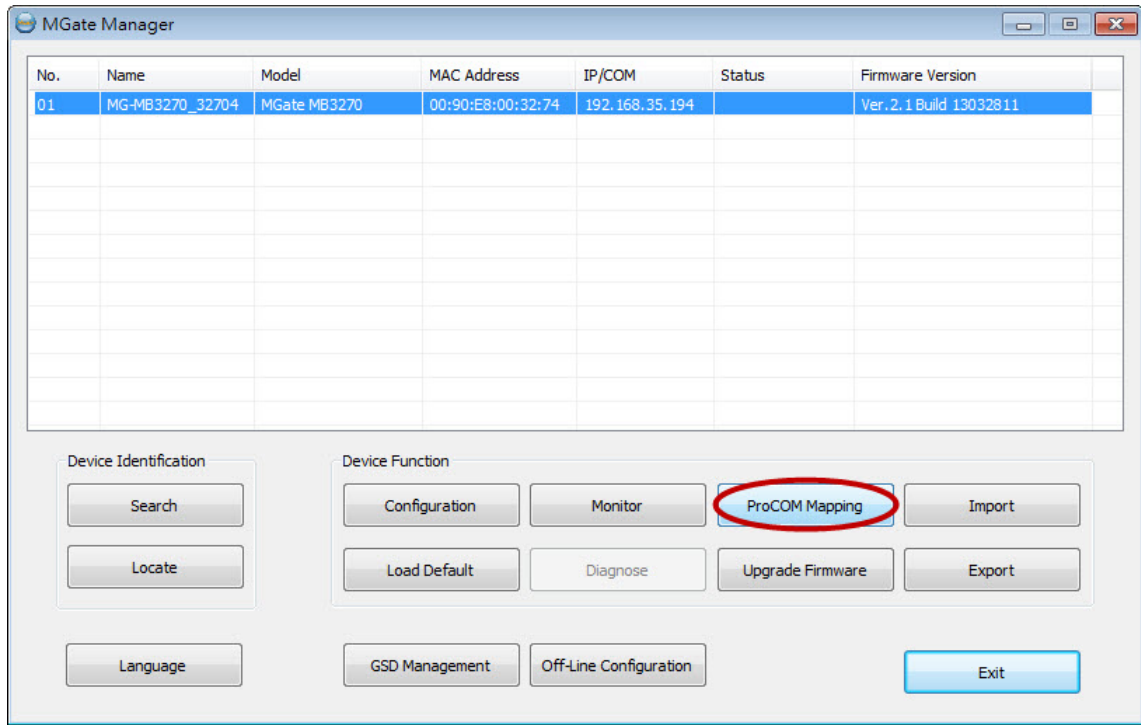 MGate Manager
No. Name Model MAC Address IP/COM Status Firmware Version
01 MG-MB3270_32704 MGate MB3270 00:90:E8:00:32:74 192.168.35.194 Ver.2.1 Build 13032811
Device Identification Device Function
Search Configuration Monitor ProCOM Mapping Import
Locate Load Default Diagnose Upgrade Firmware Export
Language GSD Management Off-Line Configuration Exit